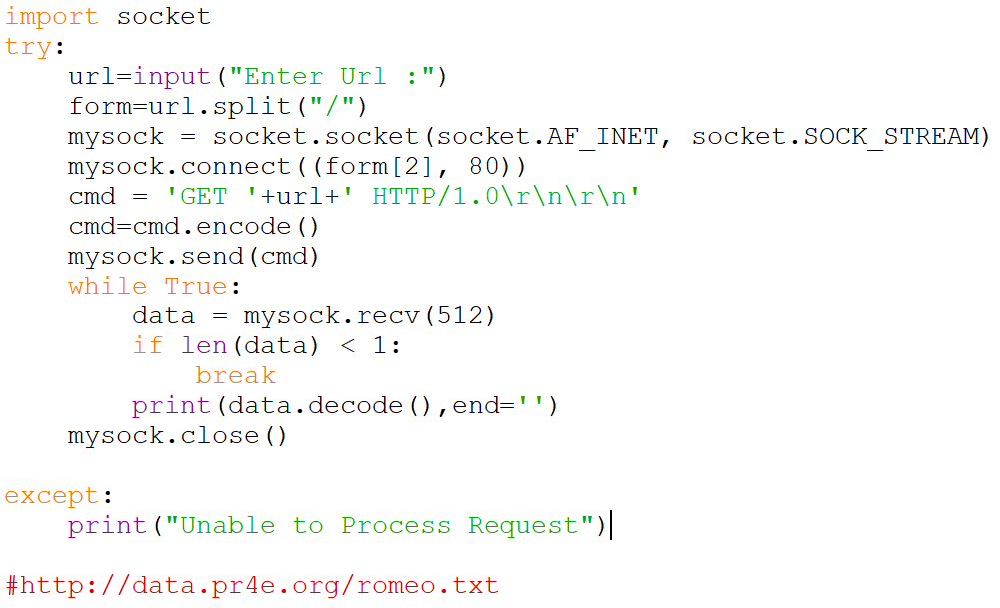 import socket
try:
    url=input("Enter Url :")
    form=url.split("/")
    mysock = socket.socket(socket.AF_INET, socket.SOCK_STREAM)
    mysock.connect((form[2], 80))
    cmd = 'GET '+url+' HTTP/1.0\r\n\r\n'
    cmd=cmd.encode()
    mysock.send(cmd)
    while True:
        data = mysock.recv(512)
        if len(data) < 1:
            break
        print(data.decode(),end='')
    mysock.close()

except:
    print("Unable to Process Request")

#http://data.pr4e.org/romeo.txt